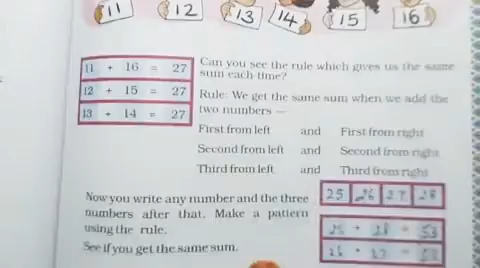 11 12 13 14 15 16
11 + 16 = 27
12 + 15 = 27
13 + 14 = 27
Can you see the rule which gives us the same
sum each time?
Rule: We get the same sum when we add the
two numbers —
First from left and First from right
Second from left and Second from right
Third from left and Third from right
Now you write any number and the three
numbers after that. Make a pattern
using the rule.
See if you get the same sum.
25 26 27 28
25 + 28 = 53
26 + 27 = 53